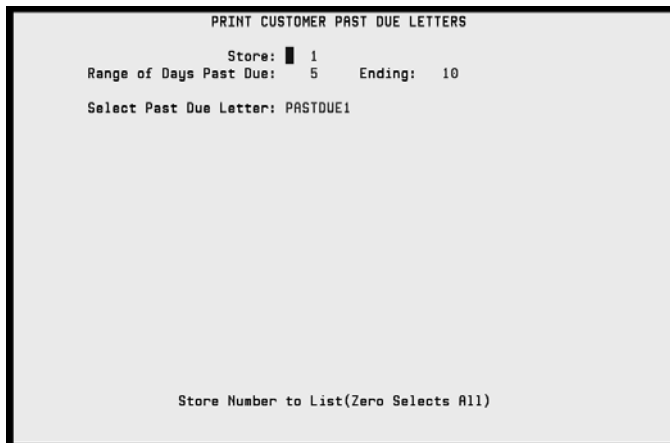 PRINT CUSTOMER PAST DUE LETTERS
Store: 1
Range of Days Past Due: 5 Ending: 10
Select Past Due Letter: PASTDUE1
Store Number to List(Zero Selects All)